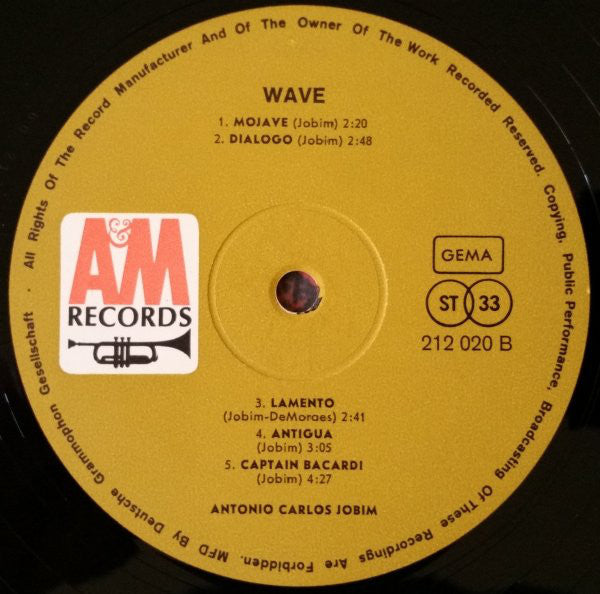 All Rights Of The Record Manufacturer And Of The Owner Of The Work Recorded Reserved. Copying, Public Performance, Broadcasting Of These Recordings Are Forbidden. MFD By Deutsche Grammophon Gesellschaft ·
WAVE
1. MOJAVE (Jobim) 2:20
2. DIALOGO (Jobim) 2:48
A&M
RECORDS
GEMA
ST 33
212 020 B
3. LAMENTO
(Jobim-DeMoraes) 2:41
4. ANTIGUA
(Jobim) 3:05
5. CAPTAIN BACARDI
(Jobim) 4:27
ANTONIO CARLOS JOBIM